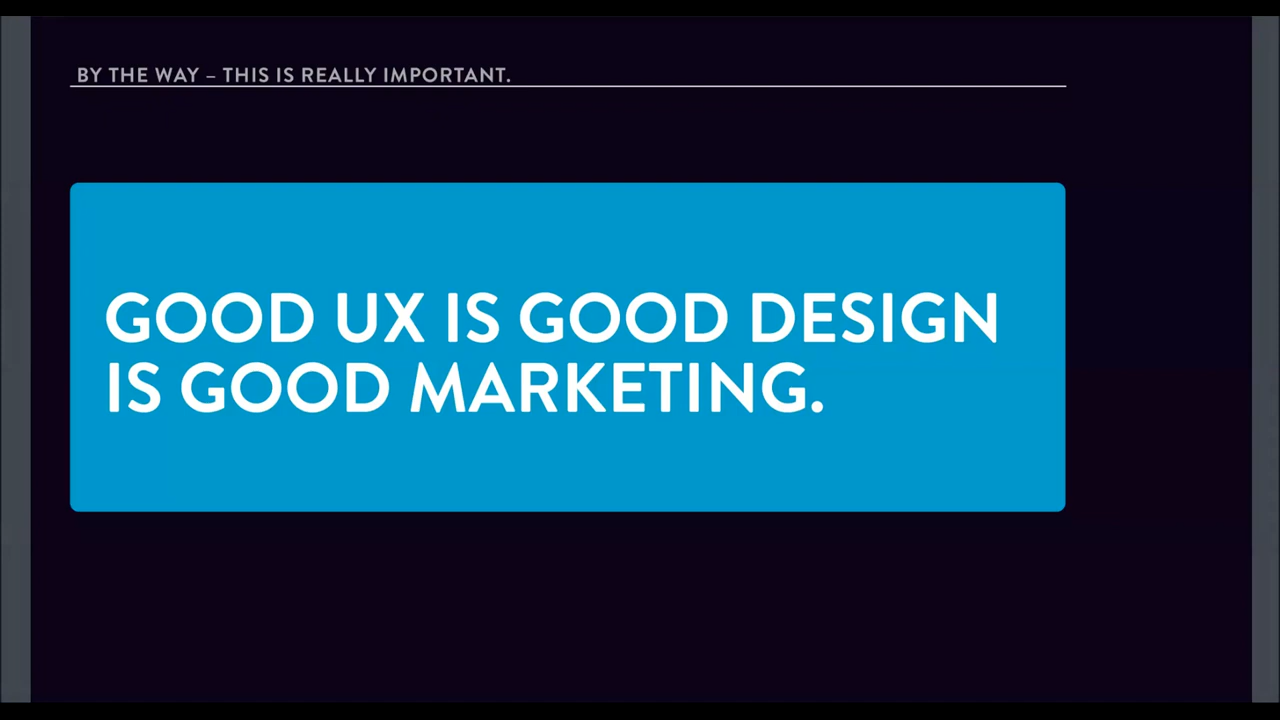 BY THE WAY – THIS IS REALLY IMPORTANT.
GOOD UX IS GOOD DESIGN
IS GOOD MARKETING.